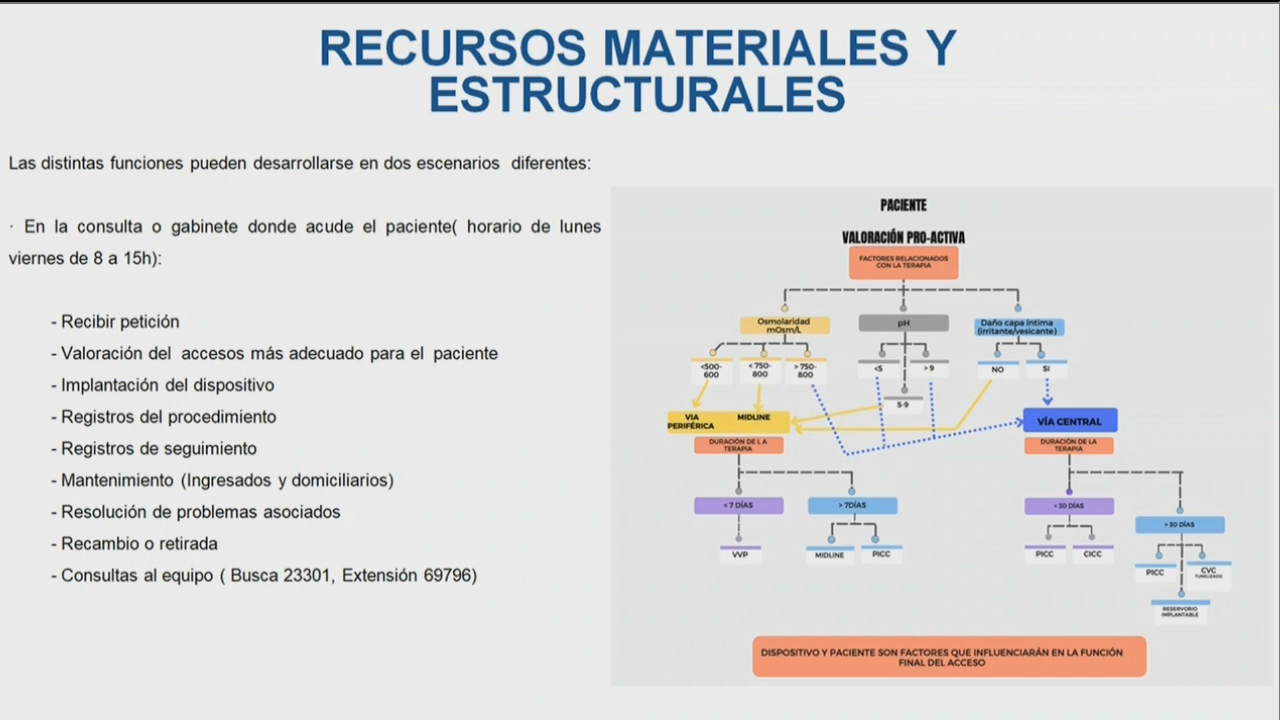 RECURSOS MATERIALES Y
ESTRUCTURALES
Las distintas funciones pueden desarrollarse en dos escenarios diferentes:
· En la consulta o gabinete donde acude el paciente( horario de lunes
viernes de 8 a 15h):
- Recibir petición
- Valoración del accesos más adecuado para el paciente
- Implantación del dispositivo
- Registros del procedimiento
- Registros de seguimiento
- Mantenimiento (Ingresados y domiciliarios)
- Resolución de problemas asociados
- Recambio o retirada
- Consultas al equipo ( Busca 23301, Extensión 69796)
PACIENTE
VALORACIÓN PRO-ACTIVA
FACTORES RELACIONADOS
CON LA TERAPIA
Osmolaridad
mOsm/L
pH
Daño capa íntima
(irritante/vesicante)
<500-
600
< 750-
800
> 750-
800
<5
> 9
NO
SI
5-9
VIA
PERIFÉRICA
MIDLINE
VÍA CENTRAL
DURACIÓN DE LA
TERAPIA
DURACIÓN DE LA
TERAPIA
< 7 DÍAS
> 7DÍAS
< 30 DÍAS
> 30 DÍAS
VVP
MIDLINE
PICC
PICC
CICC
PICC
CVC
TUNELIZADO
RESERVORIO
IMPLANTABLE
DISPOSITIVO Y PACIENTE SON FACTORES QUE INFLUENCIARÁN EN LA FUNCIÓN
FINAL DEL ACCESO